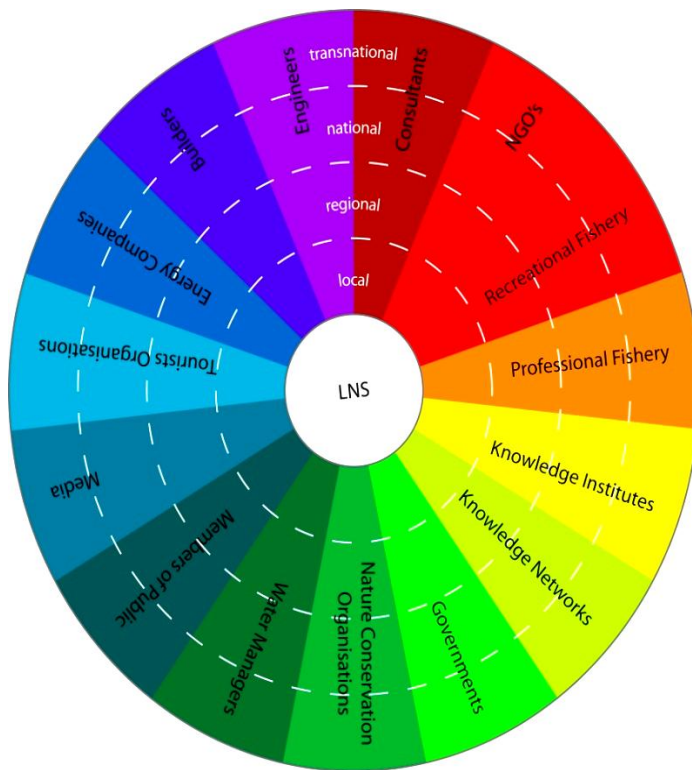 transnational
national
regional
local
LNS
Consultants
NGO's
Recreational Fishery
Professional Fishery
Knowledge Institutes
Knowledge Networks
Governments
Nature Conservation
Organisations
Water Managers
Members of Public
Media
Tourists Organisations
Energy Companies
Builders
Engineers